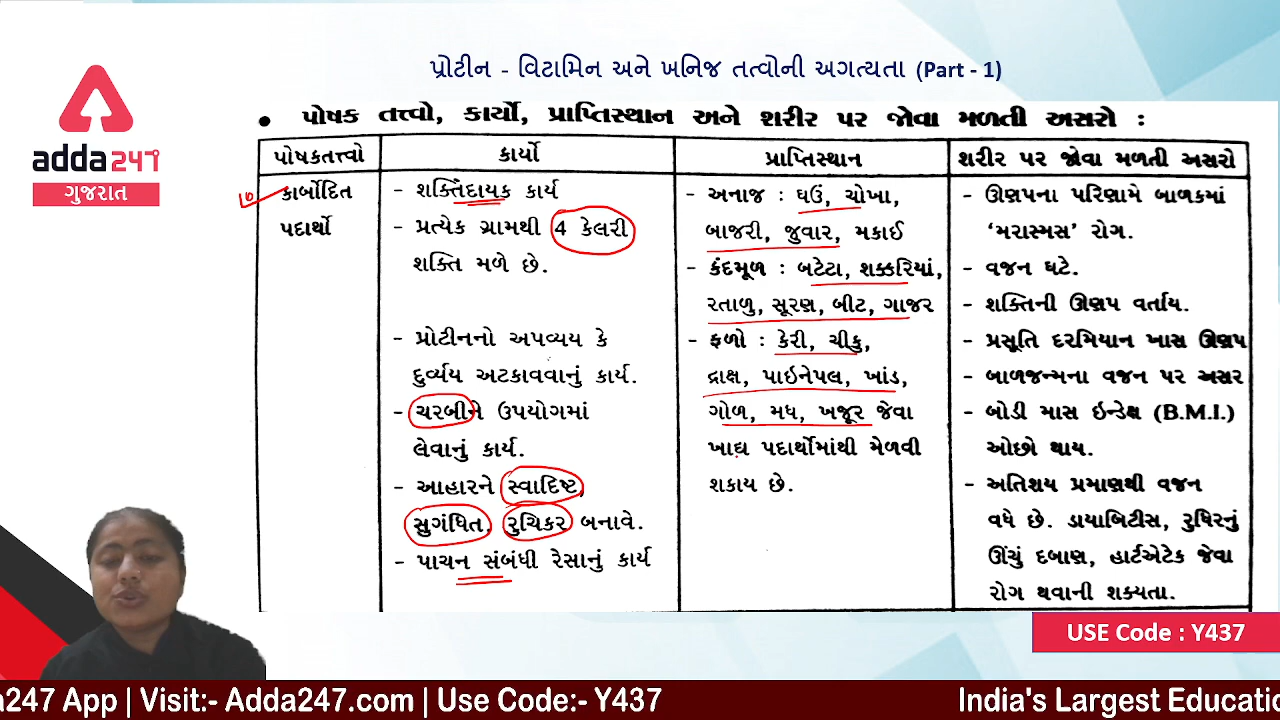 પ્રોટીન - વિટામિન અને ખનિજ તત્વોની અગત્યતા (Part - 1)
adda247
ગુજરાત
• પોષક તત્ત્વો, કાર્યો, પ્રાપ્તિસ્થાન અને શરીર પર જોવા મળતી અસરો :
પોષકતત્ત્વો
કાર્બોદિત
પદાર્થો
કાર્યો
- શક્તિદાયક કાર્ય
- પ્રત્યેક ગ્રામથી 4 કેલરી
શક્તિ મળે છે.
- પ્રોટીનનો અપવ્યય કે
દુર્વ્યય અટકાવવાનું કાર્ય.
- ચરબીને ઉપયોગમાં
લેવાનું કાર્ય.
- આહારને સ્વાદિષ્ટ,
સુગંધિત, રુચિકર બનાવે.
- પાચન સંબંધી રેસાનું કાર્ય
પ્રાપ્તિસ્થાન
- અનાજ : ઘઉં, ચોખા,
બાજરી, જુવાર, મકાઈ
- કંદમૂળ : બટેટા, શક્કરિયાં,
રતાળુ, સૂરણ, બીટ, ગાજર
- ફળો : કેરી, ચીકુ,
દ્રાક્ષ, પાઇનેપલ, ખાંડ,
ગોળ, મધ, ખજૂર જેવા
ખાદ્ય પદાર્થોમાંથી મેળવી
શકાય છે.
શરીર પર જોવા મળતી અસરો
- ઊણપના પરિણામે બાળકમાં
‘મરાસ્મસ’ રોગ.
- વજન ઘટે.
- શક્તિની ઊણપ વર્તાય.
- પ્રસૂતિ દરમિયાન ખાસ ઊણપ
- બાળજન્મના વજન પર અસર
- બોડી માસ ઇન્ડેક્ષ (B.M.I.)
ઓછો થાય.
- અતિશય પ્રમાણથી વજન
વધે છે. ડાયાબિટીસ, રુધિરનું
ઊંચું દબાણ, હાર્ટએટેક જેવા
રોગ થવાની શક્યતા.
USE Code : Y437
a247 App | Visit:- Adda247.com | Use Code:- Y437
India's Largest Educatio